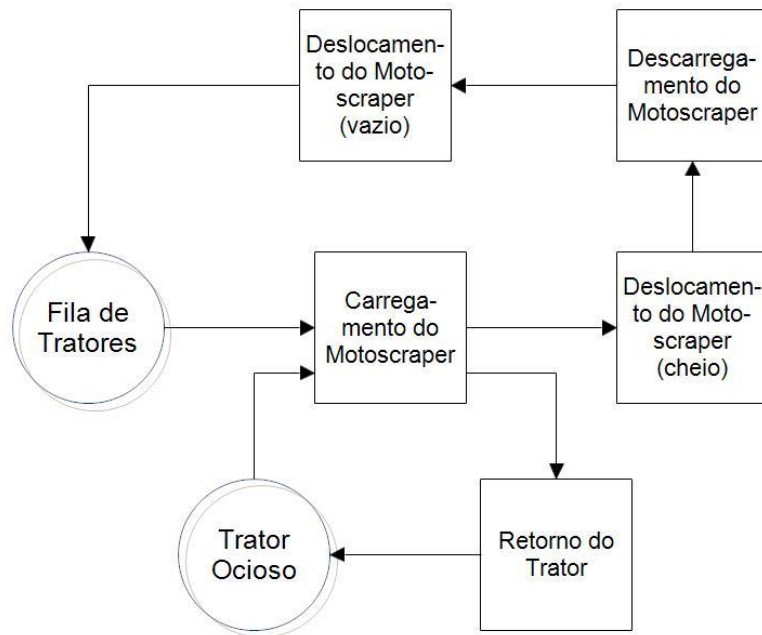 Deslocamen-
to do Moto-
scraper
(vazio)
Descarrega-
mento do
Motoscraper
Fila de
Tratores
Carrega-
mento do
Motoscraper
Deslocamen-
to do Moto-
scraper
(cheio)
Trator
Ocioso
Retorno do
Trator